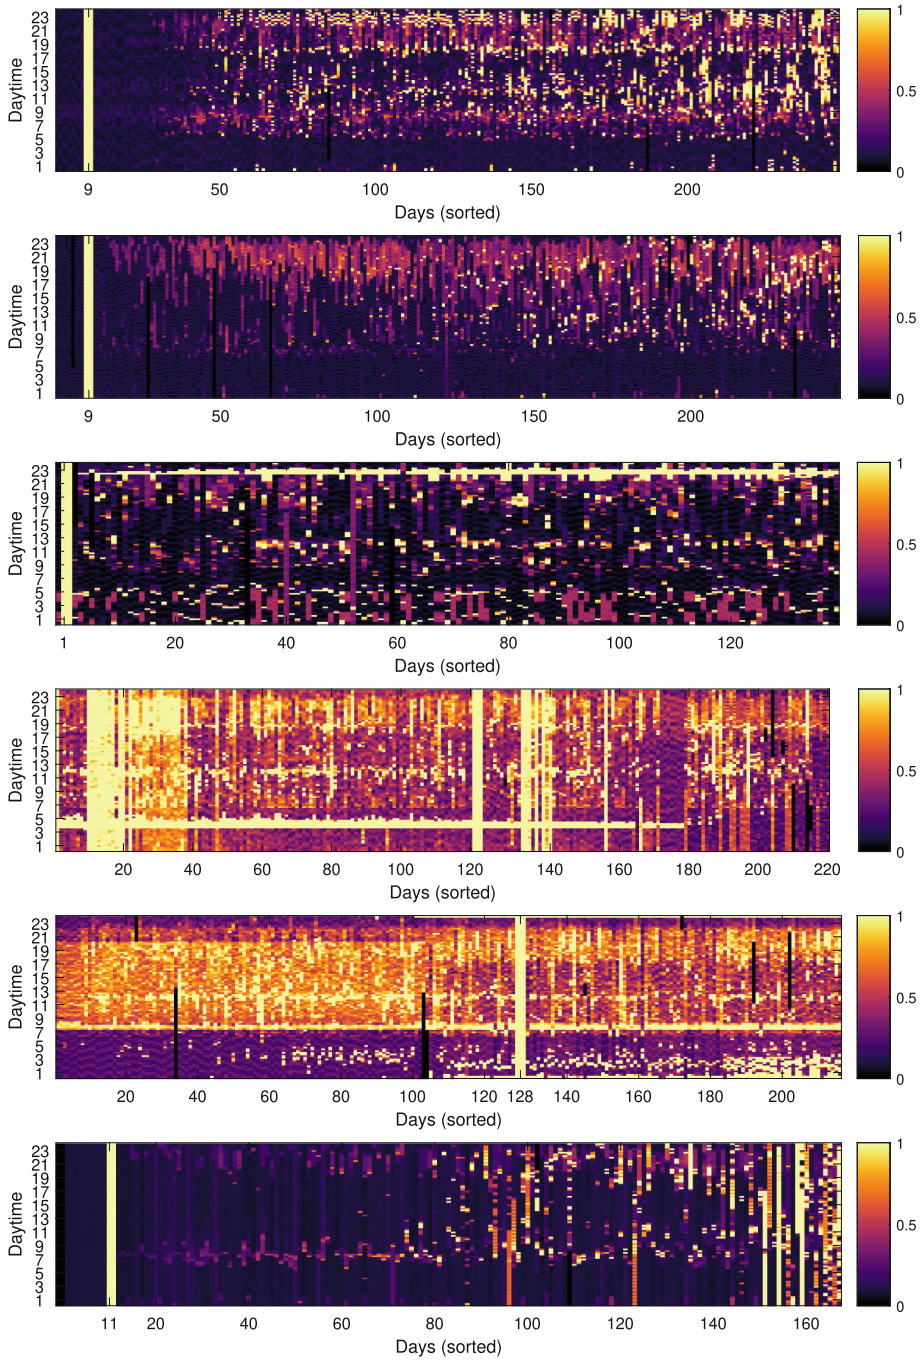 23 21 19 17 15 13 11 9 7 5 3 1
Daytime
9 50 100 150 200
Days (sorted)
1 0.5 0
23 21 19 17 15 13 11 9 7 5 3 1
Daytime
9 50 100 150 200
Days (sorted)
1 0.5 0
23 21 19 17 15 13 11 9 7 5 3 1
Daytime
1 20 40 60 80 100 120
Days (sorted)
1 0.5 0
23 21 19 17 15 13 11 9 7 5 3 1
Daytime
20 40 60 80 100 120 140 160 180 200 220
Days (sorted)
1 0.5 0
23 21 19 17 15 13 11 9 7 5 3 1
Daytime
20 40 60 80 100 120 128 140 160 180 200
Days (sorted)
1 0.5 0
23 21 19 17 15 13 11 9 7 5 3 1
Daytime
11 20 40 60 80 100 120 140 160
Days (sorted)
1 0.5 0